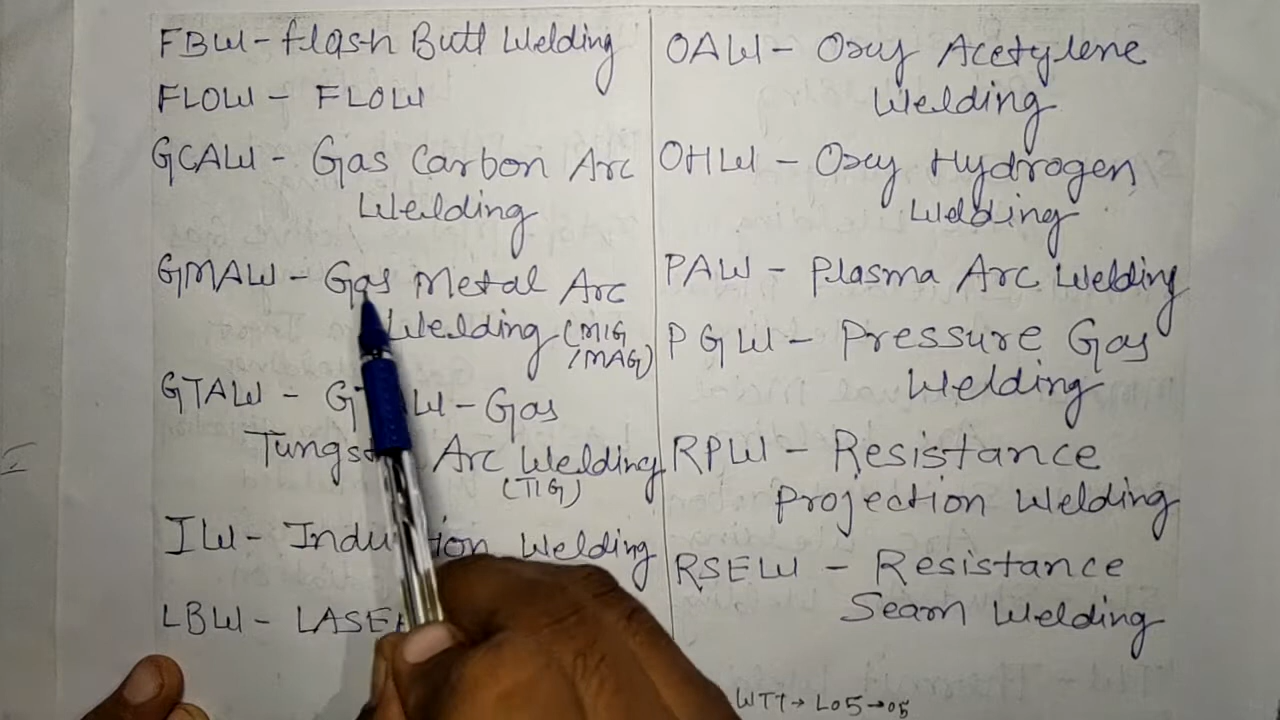 FBW - flash Butt Welding
FLOW - FLOW
GCAW - Gas Carbon Arc
Welding
GMAW - Gas Metal Arc
Welding (MIG
/MAG)
GTAW - GTAW - Gas
Arc Welding
(TIG)
IW - Welding
LBW -
OAW - Oxy Acetylene
Welding
OHW - Oxy Hydrogen
Welding
PAW - Plasma Arc Welding
PGW - Pressure Gas
Welding
RPW - Resistance
Projection Welding
RSEW - Resistance
Seam Welding
WTT → L05 → 05